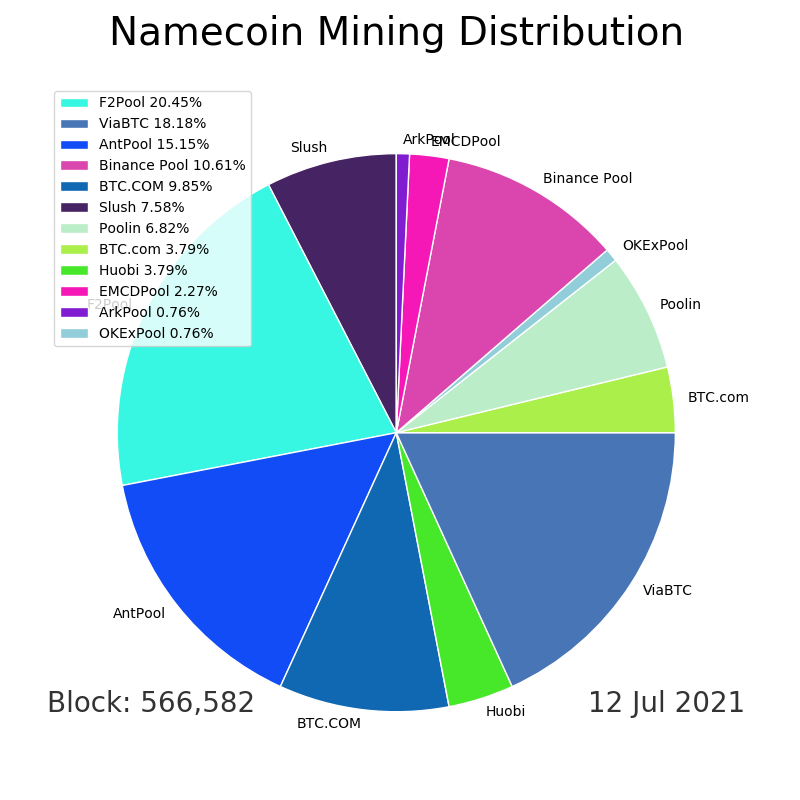 Namecoin Mining Distribution
F2Pool 20.45%
ViaBTC 18.18%
AntPool 15.15%
Binance Pool 10.61%
BTC.COM 9.85%
Slush 7.58%
Poolin 6.82%
BTC.com 3.79%
Huobi 3.79%
EMCDPool 2.27%
ArkPool 0.76%
OKExPool 0.76%
Slush
ArkPool
EMCDPool
Binance Pool
OKExPool
F2Pool
Poolin
BTC.com
ViaBTC
AntPool
Huobi
BTC.COM
Block: 566,582
12 Jul 2021